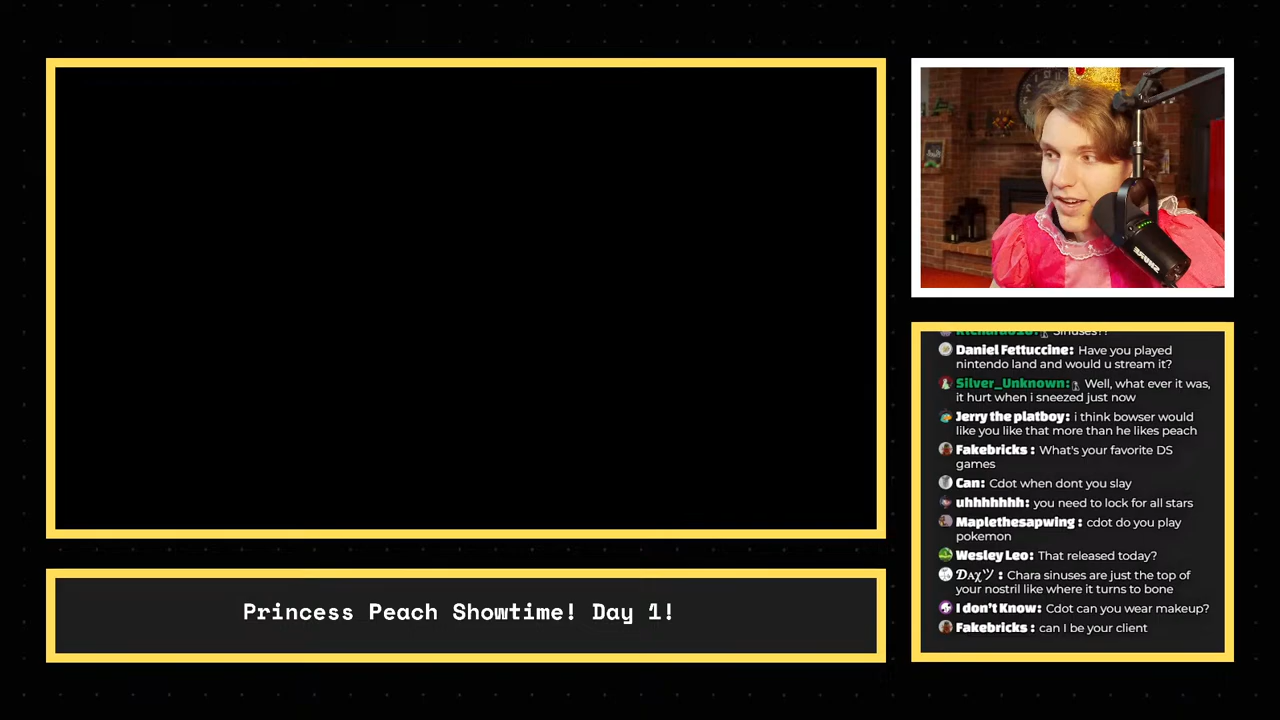 Princess Peach Showtime! Day 1!
Sinuses??
Daniel Fettuccine: Have you played
nintendo land and would u stream it?
Silver_Unknown: Well, what ever it was,
it hurt when i sneezed just now
Jerry the platboy: i think bowser would
like you like that more than he likes peach
Fakebricks : What's your favorite DS
games
Can: Cdot when dont you slay
uhhhhhhh: you need to lock for all stars
Maplethesapwing : cdot do you play
pokemon
Wesley Leo: That released today?
Dαχツ : Chara sinuses are just the top of
your nostril like where it turns to bone
I don't Know: Cdot can you wear makeup?
Fakebricks : can I be your client